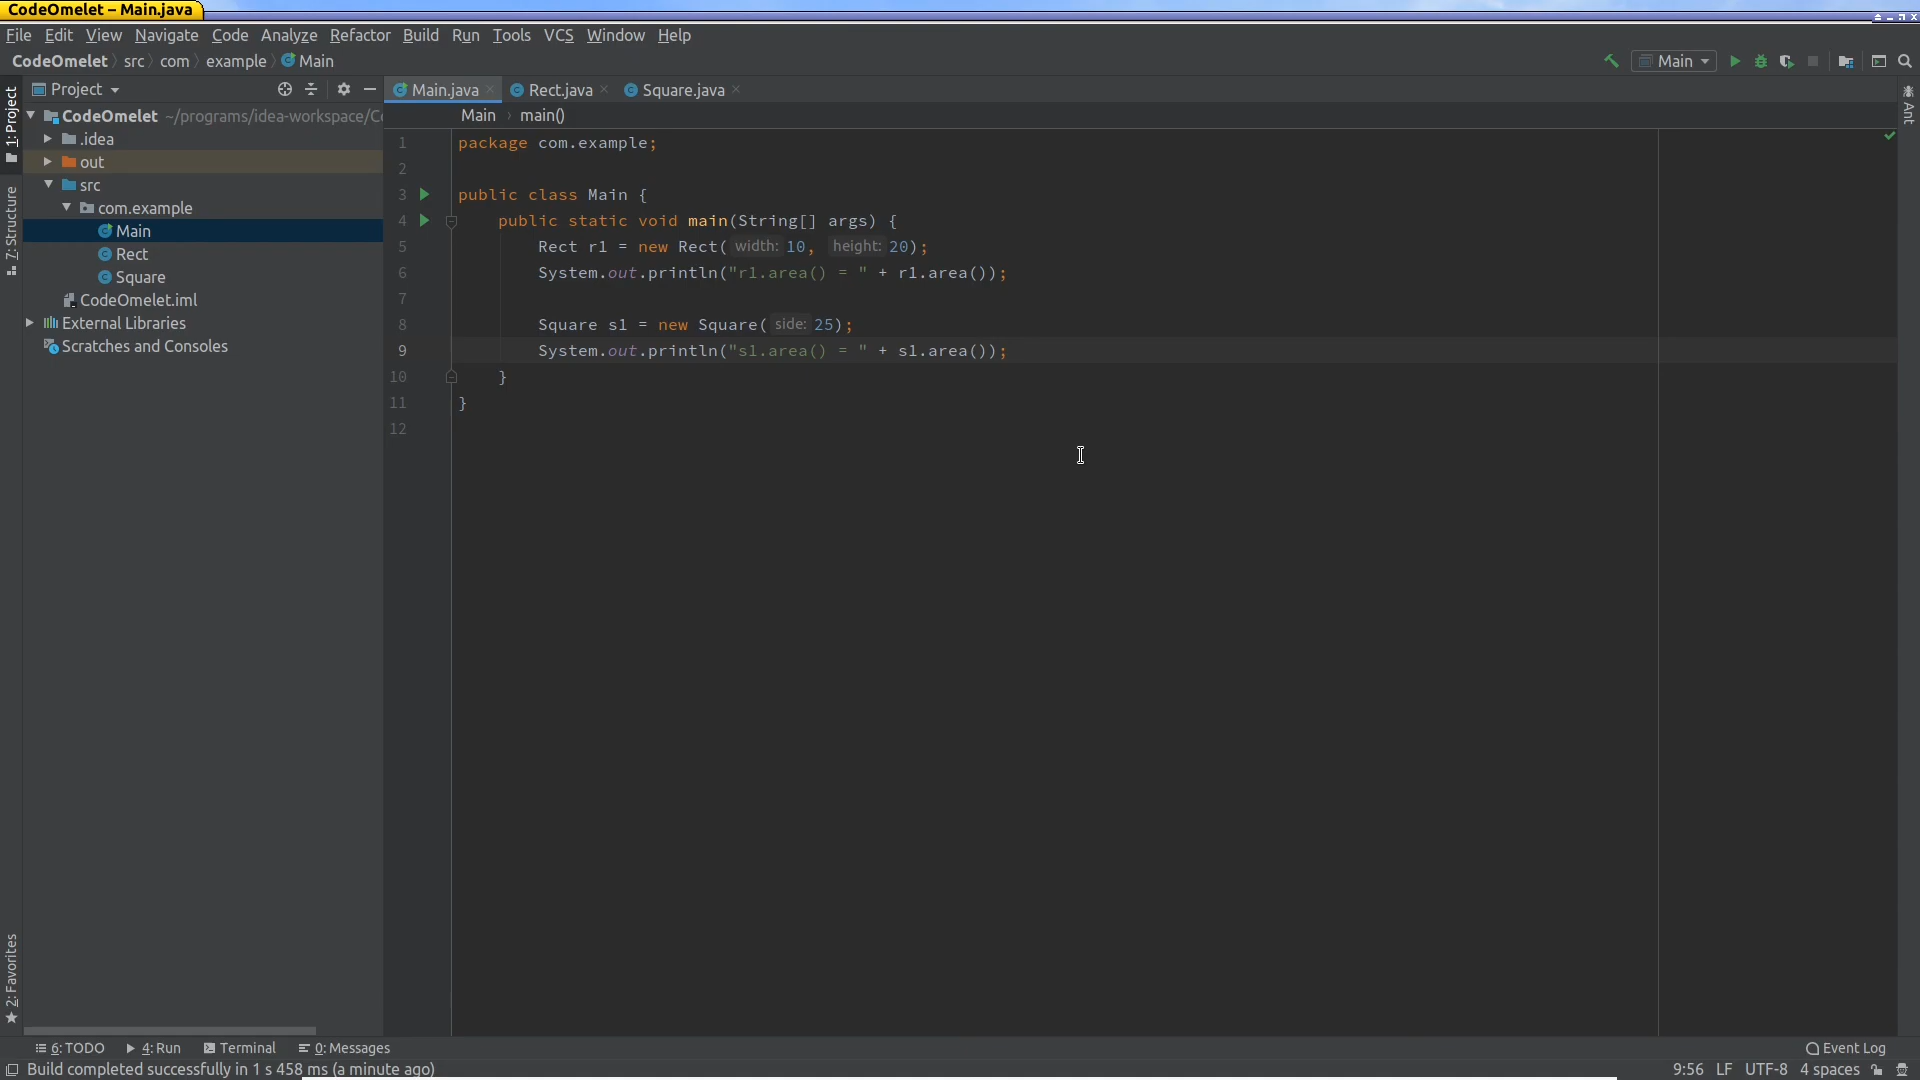 CodeOmelet – Main.java
File Edit View Navigate Code Analyze Refactor Build Run Tools VCS Window Help
CodeOmelet src com example Main
Main
Project
Main.java Rect.java Square.java
Main main()
1: Project
7: Structure
2: Favorites
Ant
CodeOmelet ~/programs/idea-workspace/C
.idea
out
src
com.example
Main
Rect
Square
CodeOmelet.iml
External Libraries
Scratches and Consoles
1 package com.example;
2
3 public class Main {
4 public static void main(String[] args) {
5 Rect r1 = new Rect( width: 10, height: 20);
6 System.out.println("r1.area() = " + r1.area());
7
8 Square s1 = new Square( side: 25);
9 System.out.println("s1.area() = " + s1.area());
10 }
11 }
12
6: TODO 4: Run Terminal 0: Messages Event Log
Build completed successfully in 1 s 458 ms (a minute ago) 9:56 LF UTF-8 4 spaces